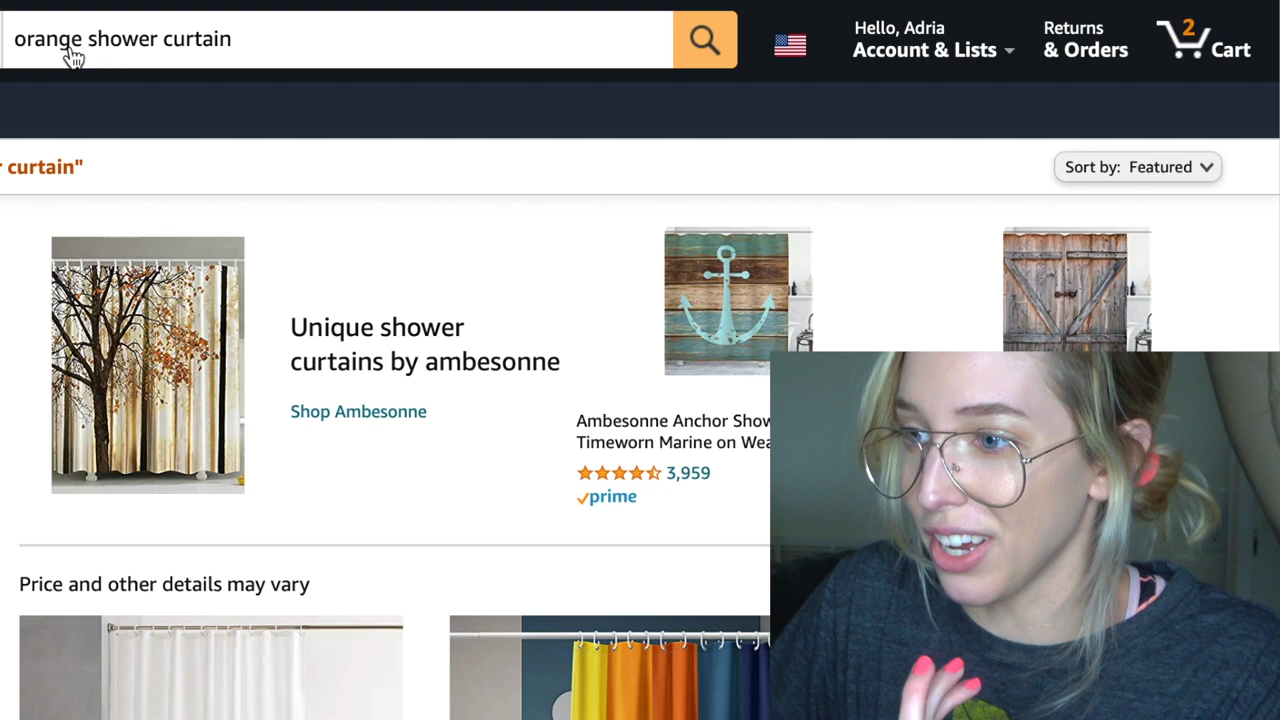 orange shower curtain
Hello, Adria
Account & Lists
Returns
& Orders
2
Cart
curtain"
Sort by: Featured
Unique shower
curtains by ambesonne
Shop Ambesonne
Ambesonne Anchor Show
Timeworn Marine on Wea
3,959
prime
Price and other details may vary